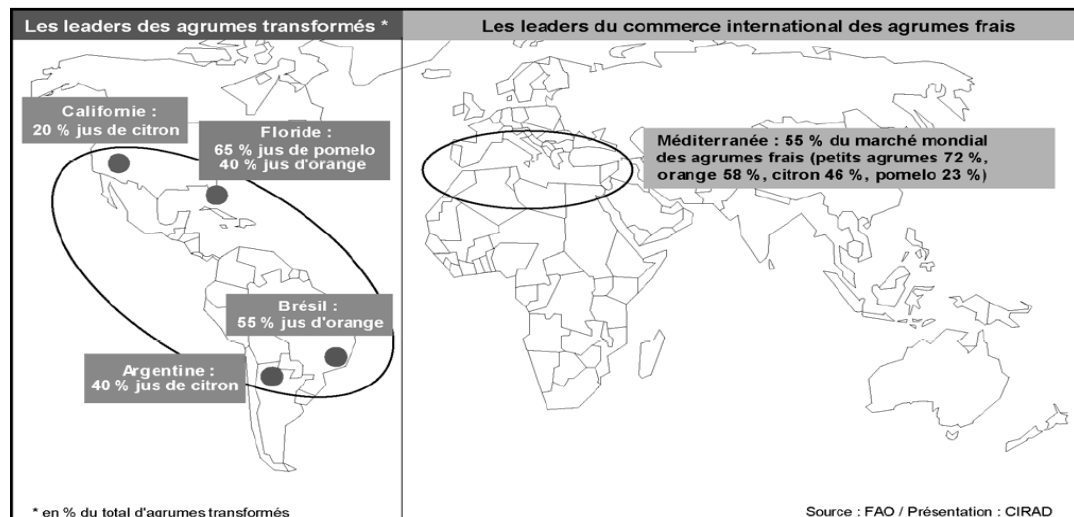 Les leaders des agrumes transformés *
Les leaders du commerce international des agrumes frais
Californie :
20 % jus de citron
Floride :
65 % jus de pomelo
40 % jus d'orange
Méditerranée : 55 % du marché mondial
des agrumes frais (petits agrumes 72 %,
orange 58 %, citron 46 %, pomelo 23 %)
Brésil :
55 % jus d'orange
Argentine :
40 % jus de citron
* en % du total d'agrumes transformés
Source : FAO / Présentation : CIRAD